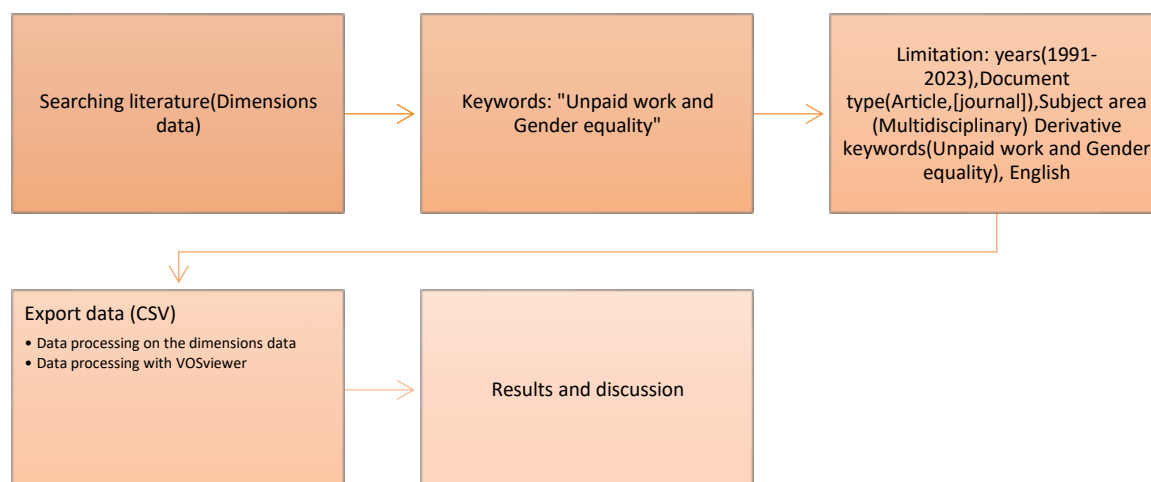 Searching literature(Dimensions
data)
Keywords: "Unpaid work and
Gender equality"
Limitation: years(1991-
2023),Document
type(Article,[journal]),Subject area
(Multidisciplinary) Derivative
keywords(Unpaid work and Gender
equality), English
Export data (CSV)
• Data processing on the dimensions data
• Data processing with VOSviewer
Results and discussion